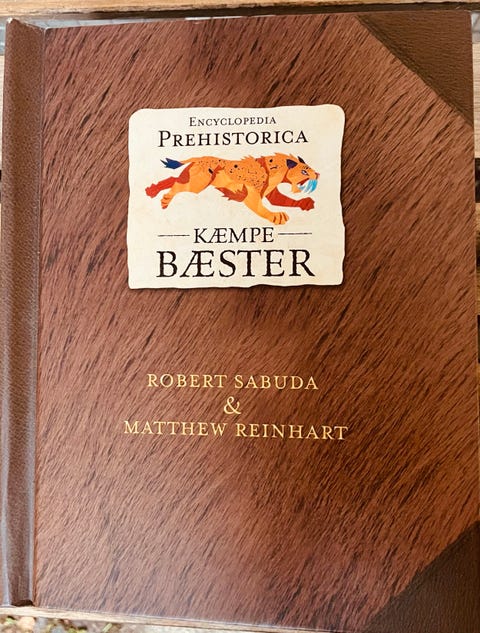 ENCYCLOPEDIA
PREHISTORICA
KÆMPE
BÆSTER
ROBERT SABUDA
&
MATTHEW REINHART